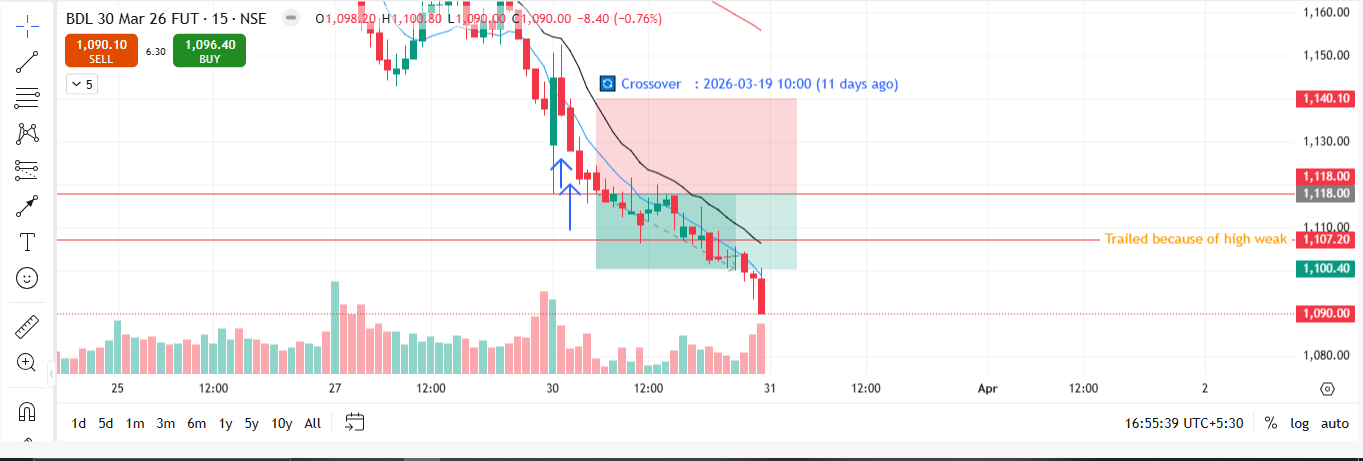 BDL 30 Mar 26 FUT · 15 · NSE O1,098.20 H1,100.80 L1,090.00 C1,090.00 −8.40 (−0.76%)
1,090.10 SELL
6.30
1,096.40 BUY
5
Crossover : 2026-03-19 10:00 (11 days ago)
Trailed because of high weak
1,160.00
1,150.00
1,140.10
1,130.00
1,118.00
1,118.00
1,110.00
1,107.20
1,100.40
1,090.00
1,080.00
25 12:00 27 12:00 30 12:00 31 12:00 Apr 12:00 2
1d 5d 1m 3m 6m 1y 5y 10y All 16:55:39 UTC+5:30 % log auto